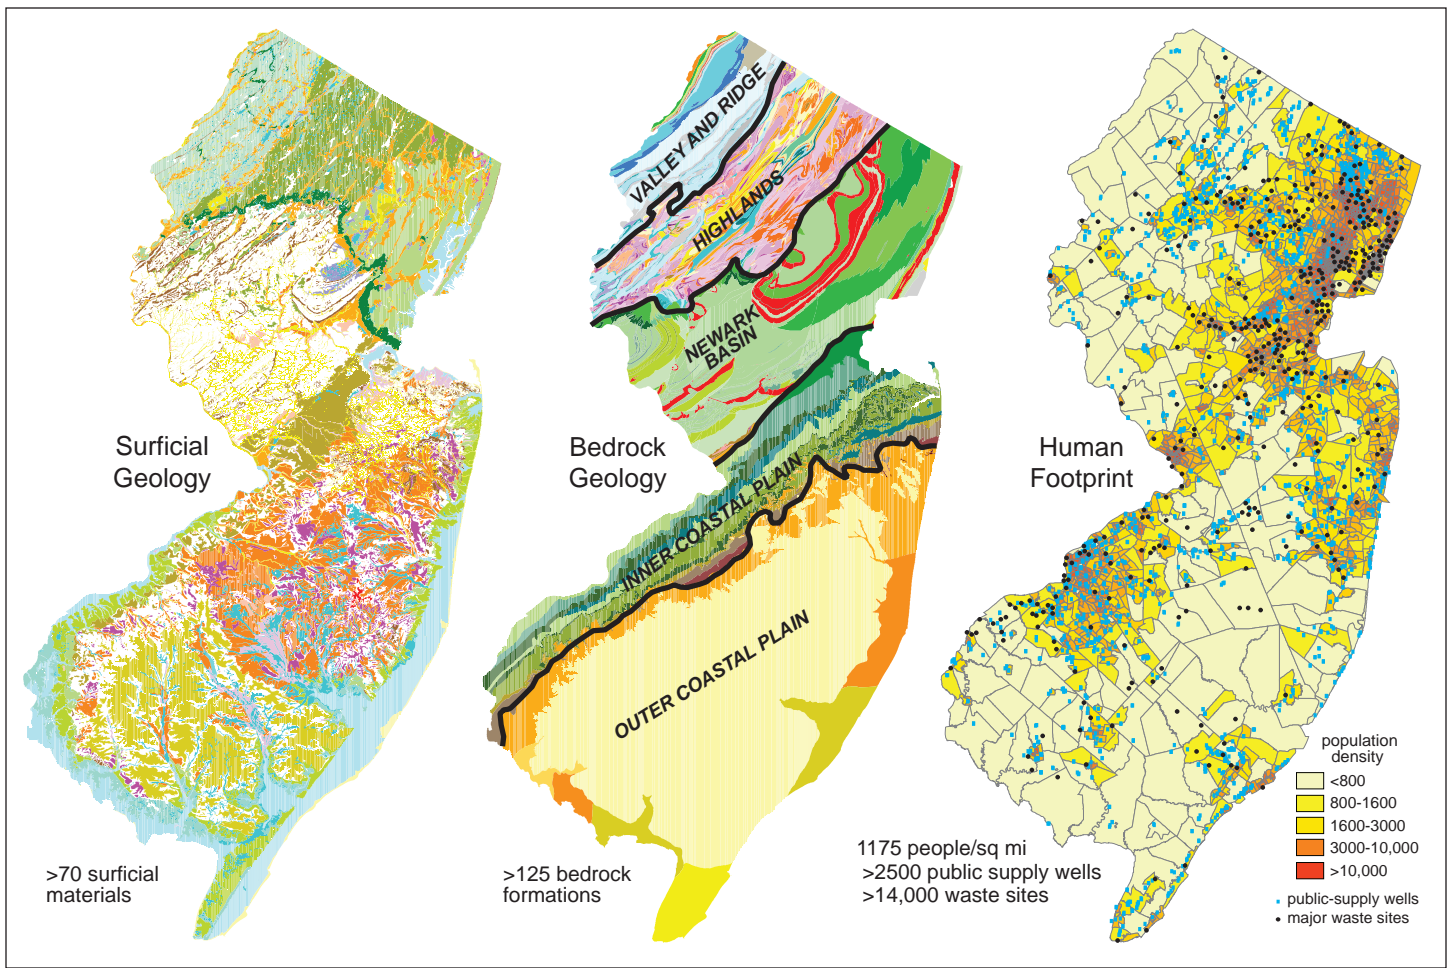 Surficial
Geology
>70 surficial
materials
VALLEY AND RIDGE
HIGHLANDS
NEWARK
BASIN
Bedrock
Geology
INNER COASTAL PLAIN
OUTER COASTAL PLAIN
>125 bedrock
formations
Human
Footprint
1175 people/sq mi
>2500 public supply wells
>14,000 waste sites
population
density
<800
800-1600
1600-3000
3000-10,000
>10,000
public-supply wells
major waste sites